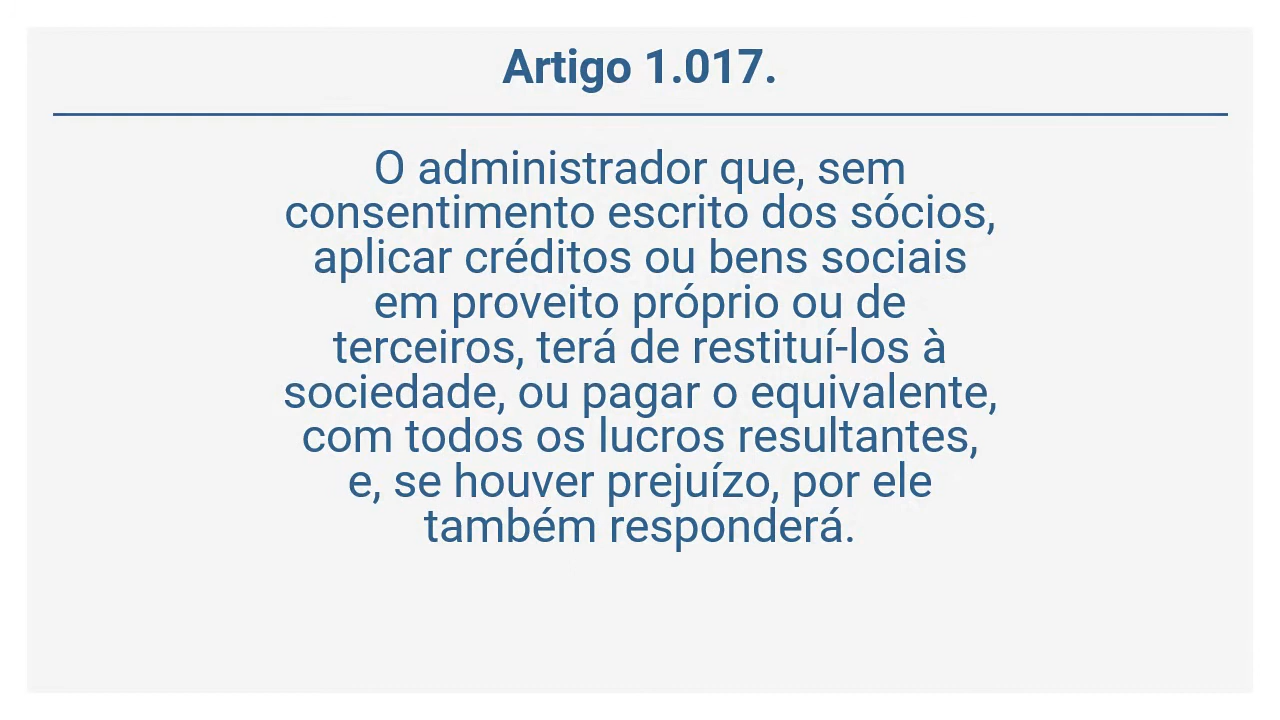 Artigo 1.017.
O administrador que, sem
consentimento escrito dos sócios,
aplicar créditos ou bens sociais
em proveito próprio ou de
terceiros, terá de restituí-los à
sociedade, ou pagar o equivalente,
com todos os lucros resultantes,
e, se houver prejuízo, por ele
também responderá.